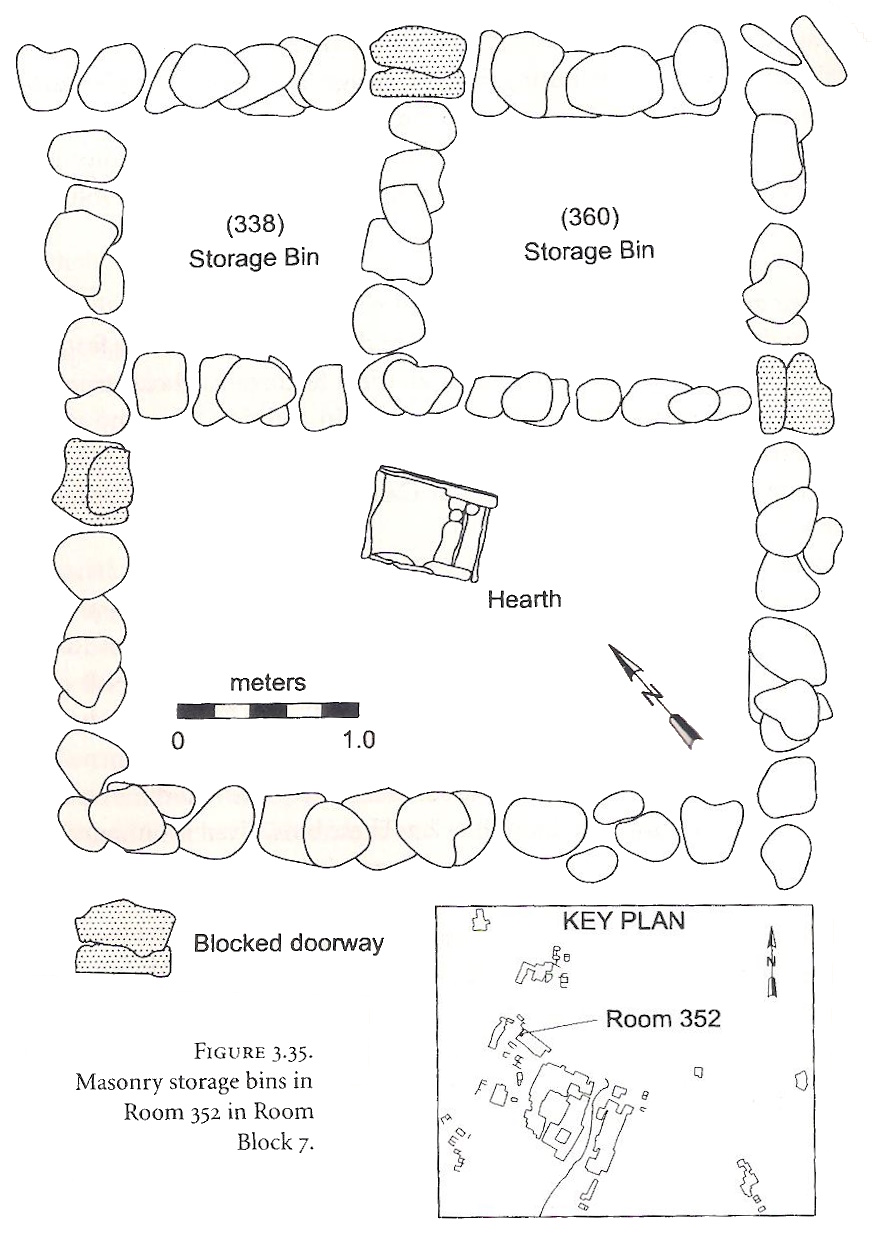 (338)
Storage Bin
(360)
Storage Bin
Hearth
meters
0 1.0
N
Blocked doorway
KEY PLAN
N
Room 352
FIGURE 3.35.
Masonry storage bins in
Room 352 in Room
Block 7.